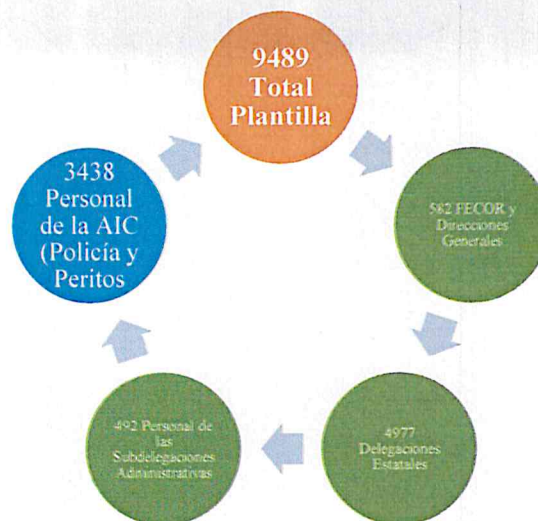 9489
Total
Plantilla
582 FECOR y
Direcciones
Generales
4977
Delegaciones
Estatales
492 Personal de
las
Subdelegaciones
Administrativas
3438
Personal
de la AIC
(Policía y
Peritos